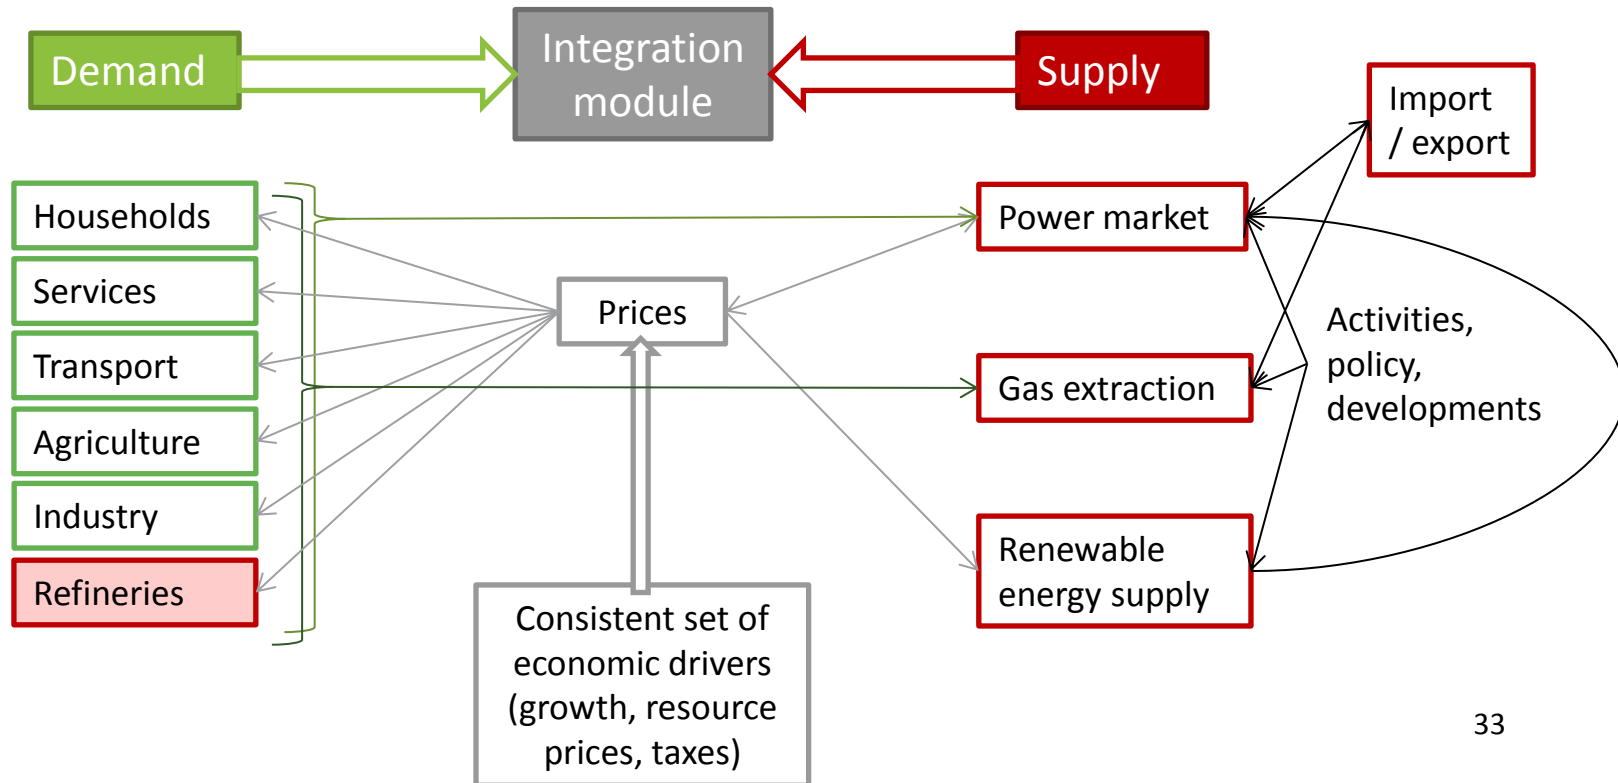 Demand
Integration
module
Supply
Import
/ export
Households
Services
Transport
Agriculture
Industry
Refineries
Prices
Consistent set of
economic drivers
(growth, resource
prices, taxes)
Power market
Gas extraction
Renewable
energy supply
Activities,
policy,
developments
33